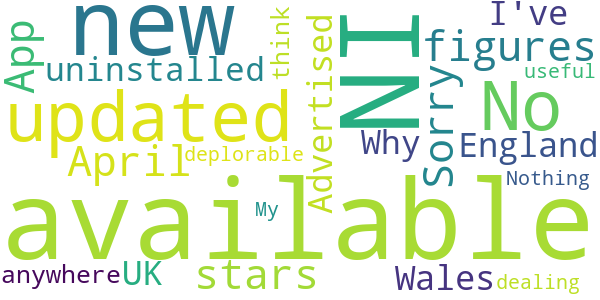 new
NI
I've
App
think
Advertised
figures
uninstalled
useful
updated
Sorry
No
Why
England
April
deplorable
available
Nothing
My
anywhere
UK
stars
Wales
dealing